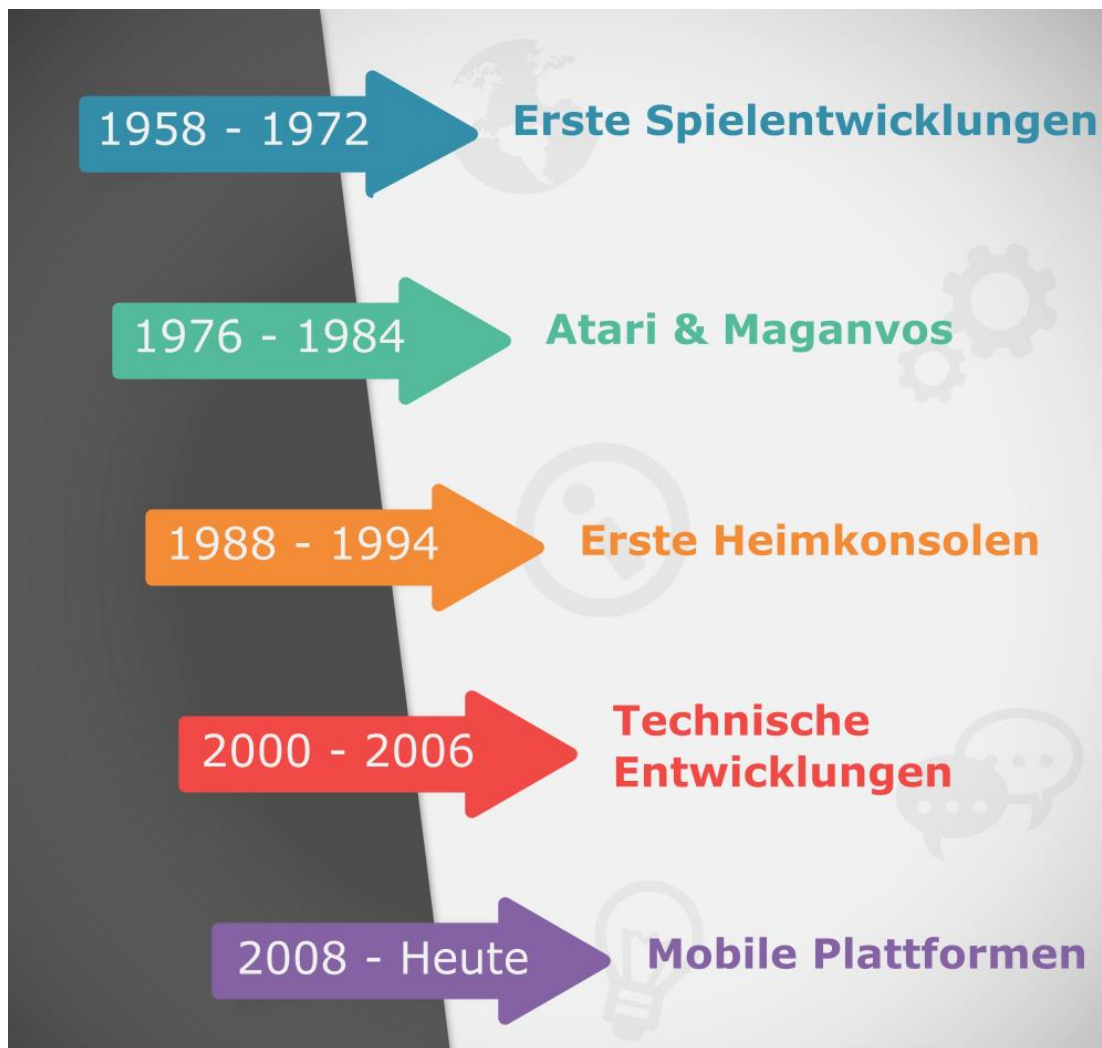 1958 - 1972
Erste Spielentwicklungen
1976 - 1984
Atari & Maganvos
1988 - 1994
Erste Heimkonsolen
2000 - 2006
Technische
Entwicklungen
2008 - Heute
Mobile Plattformen